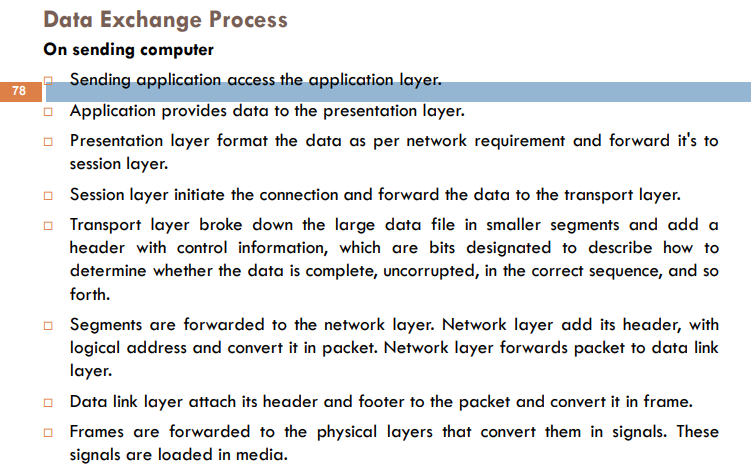 Data Exchange Process
On sending computer
Sending application access the application layer.
78
Application provides data to the presentation layer.
Presentation layer format the data as per network requirement and forward it's to
session layer.
Session layer initiate the connection and forward the data to the transport layer.
Transport layer broke down the large data file in smaller segments and add a
header with control information, which are bits designated to describe how to
determine whether the data is complete, uncorrupted, in the correct sequence, and so
forth.
Segments are forwarded to the network layer. Network layer add its header, with
logical address and convert it in packet. Network layer forwards packet to data link
layer.
Data link layer attach its header and footer to the packet and convert it in frame.
Frames are forwarded to the physical layers that convert them in signals. These
signals are loaded in media.